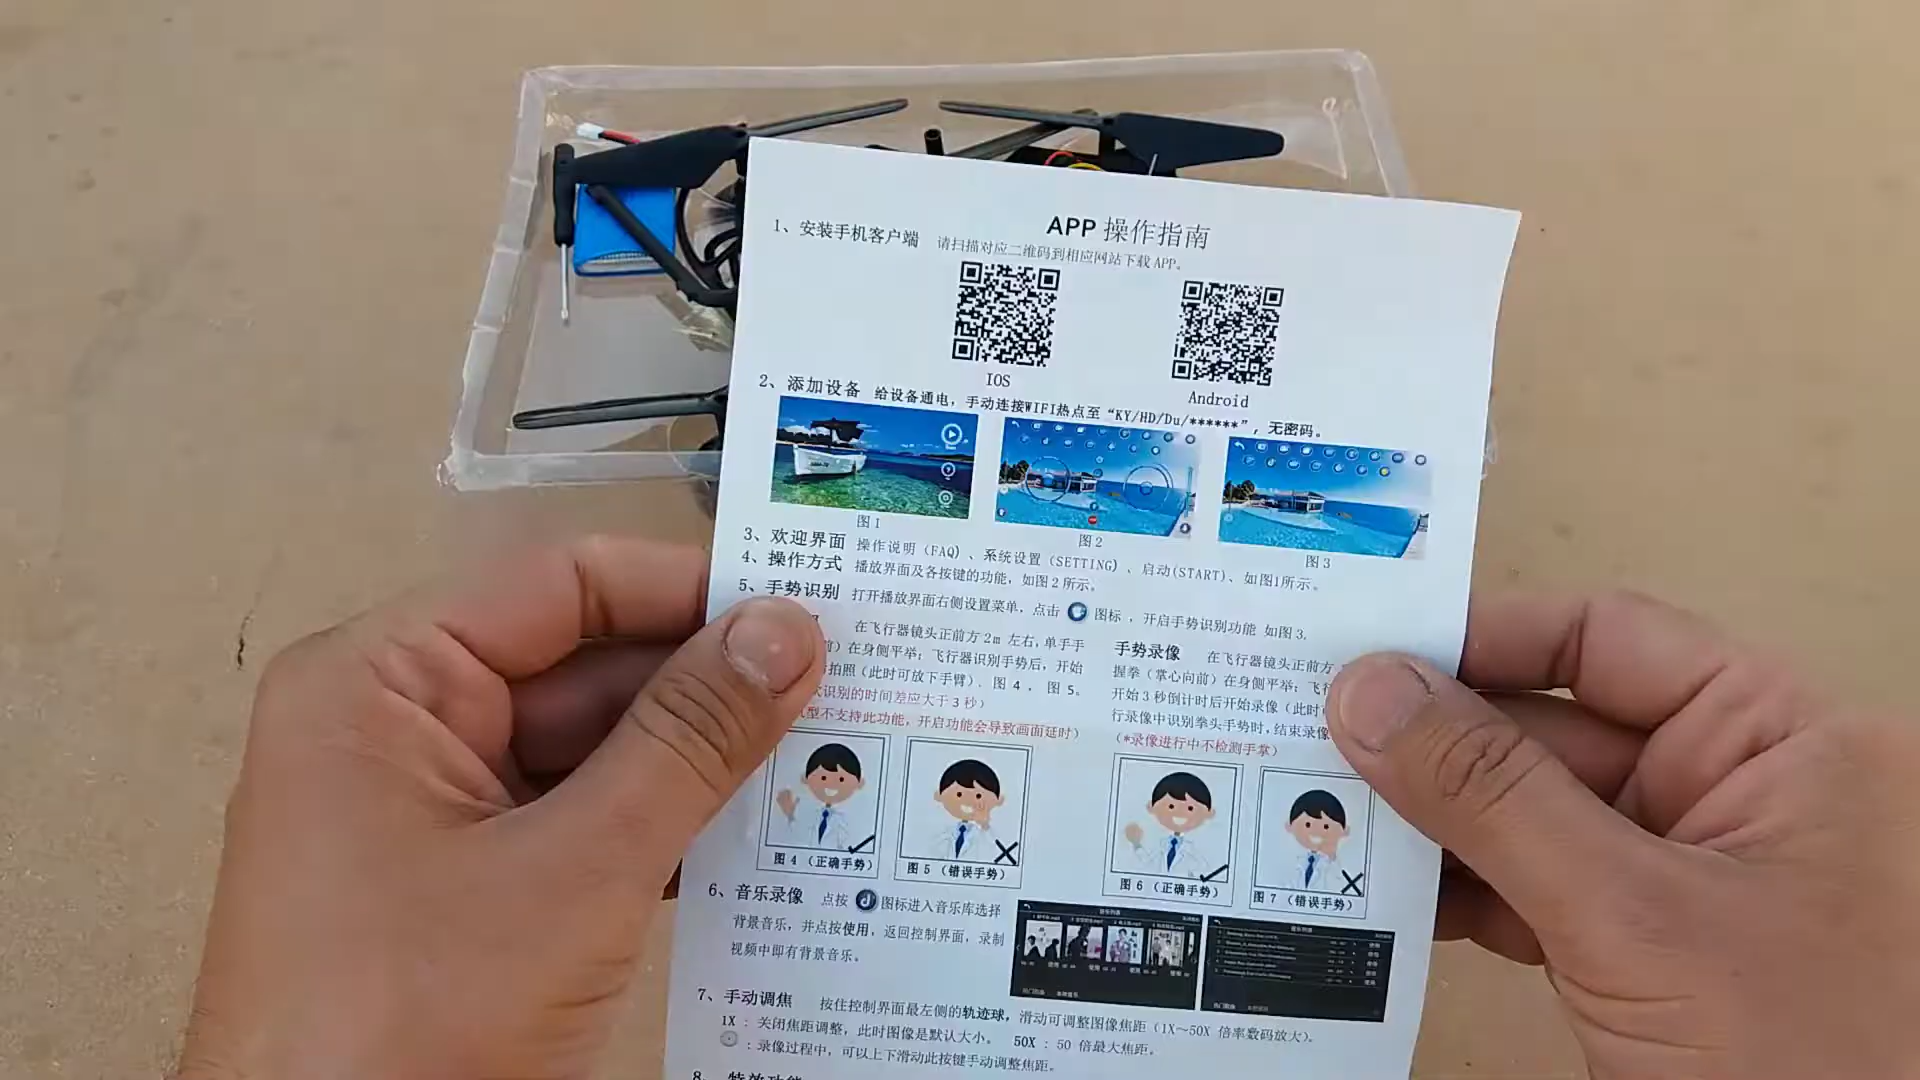 APP 操作指南
1、安装手机客户端 请扫描对应二维码到相应网站下载 APP。
IOS
Android
2、添加设备 给设备通电，手动连接WIFI热点至“KY/HD/Du/******”，无密码。
图1
图2
图3
3、欢迎界面 操作说明（FAQ）、系统设置（SETTING）、启动(START)、如图1所示。
4、操作方式 播放界面及各按键的功能，如图2所示。
5、手势识别 打开播放界面右侧设置菜单，点击 图标 ，开启手势识别功能 如图3.
在飞行器镜头正前方 2m 左右,单手手
前）在身侧平举；飞行器识别手势后，开始
拍照（此时可放下手臂）. 图 4 ， 图 5。
识别的时间差应大于 3 秒）
型不支持此功能，开启功能会导致画面延时）
手势录像 在飞行器镜头正前方
握拳（掌心向前）在身侧平举；飞
开始 3 秒倒计时后开始录像（此时
行录像中识别拳头手势时，结束录像
（*录像进行中不检测手掌）
图 4 （正确手势）
图 5 （错误手势）
图 6 （正确手势）
图 7 （错误手势）
6、音乐录像 点按 图标进入音乐库选择
背景音乐，并点按使用，返回控制界面，录制
视频中即有背景音乐。
7、手动调焦 按住控制界面最左侧的轨迹球，滑动可调整图像焦距（1X～50X 倍率数码放大）。
1X ：关闭焦距调整，此时图像是默认大小。 50X ：50 倍最大焦距。
：录像过程中，可以上下滑动此按键手动调整焦距。
8、特效功能